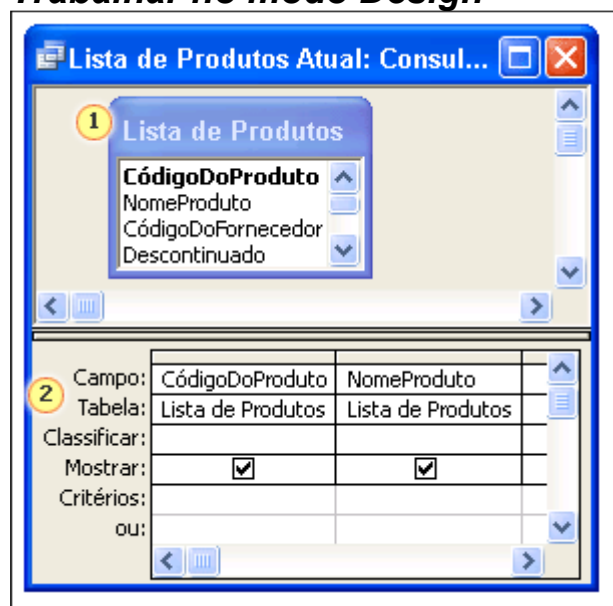 Trabalhar no modo Design
Lista de Produtos Atual: Consul...
1
Lista de Produtos
CódigoDoProduto
NomeProduto
CódigoDoFornecedor
Descontinuado
2
Campo: CódigoDoProduto NomeProduto
Tabela: Lista de Produtos Lista de Produtos
Classificar:
Mostrar:
Critérios:
ou: